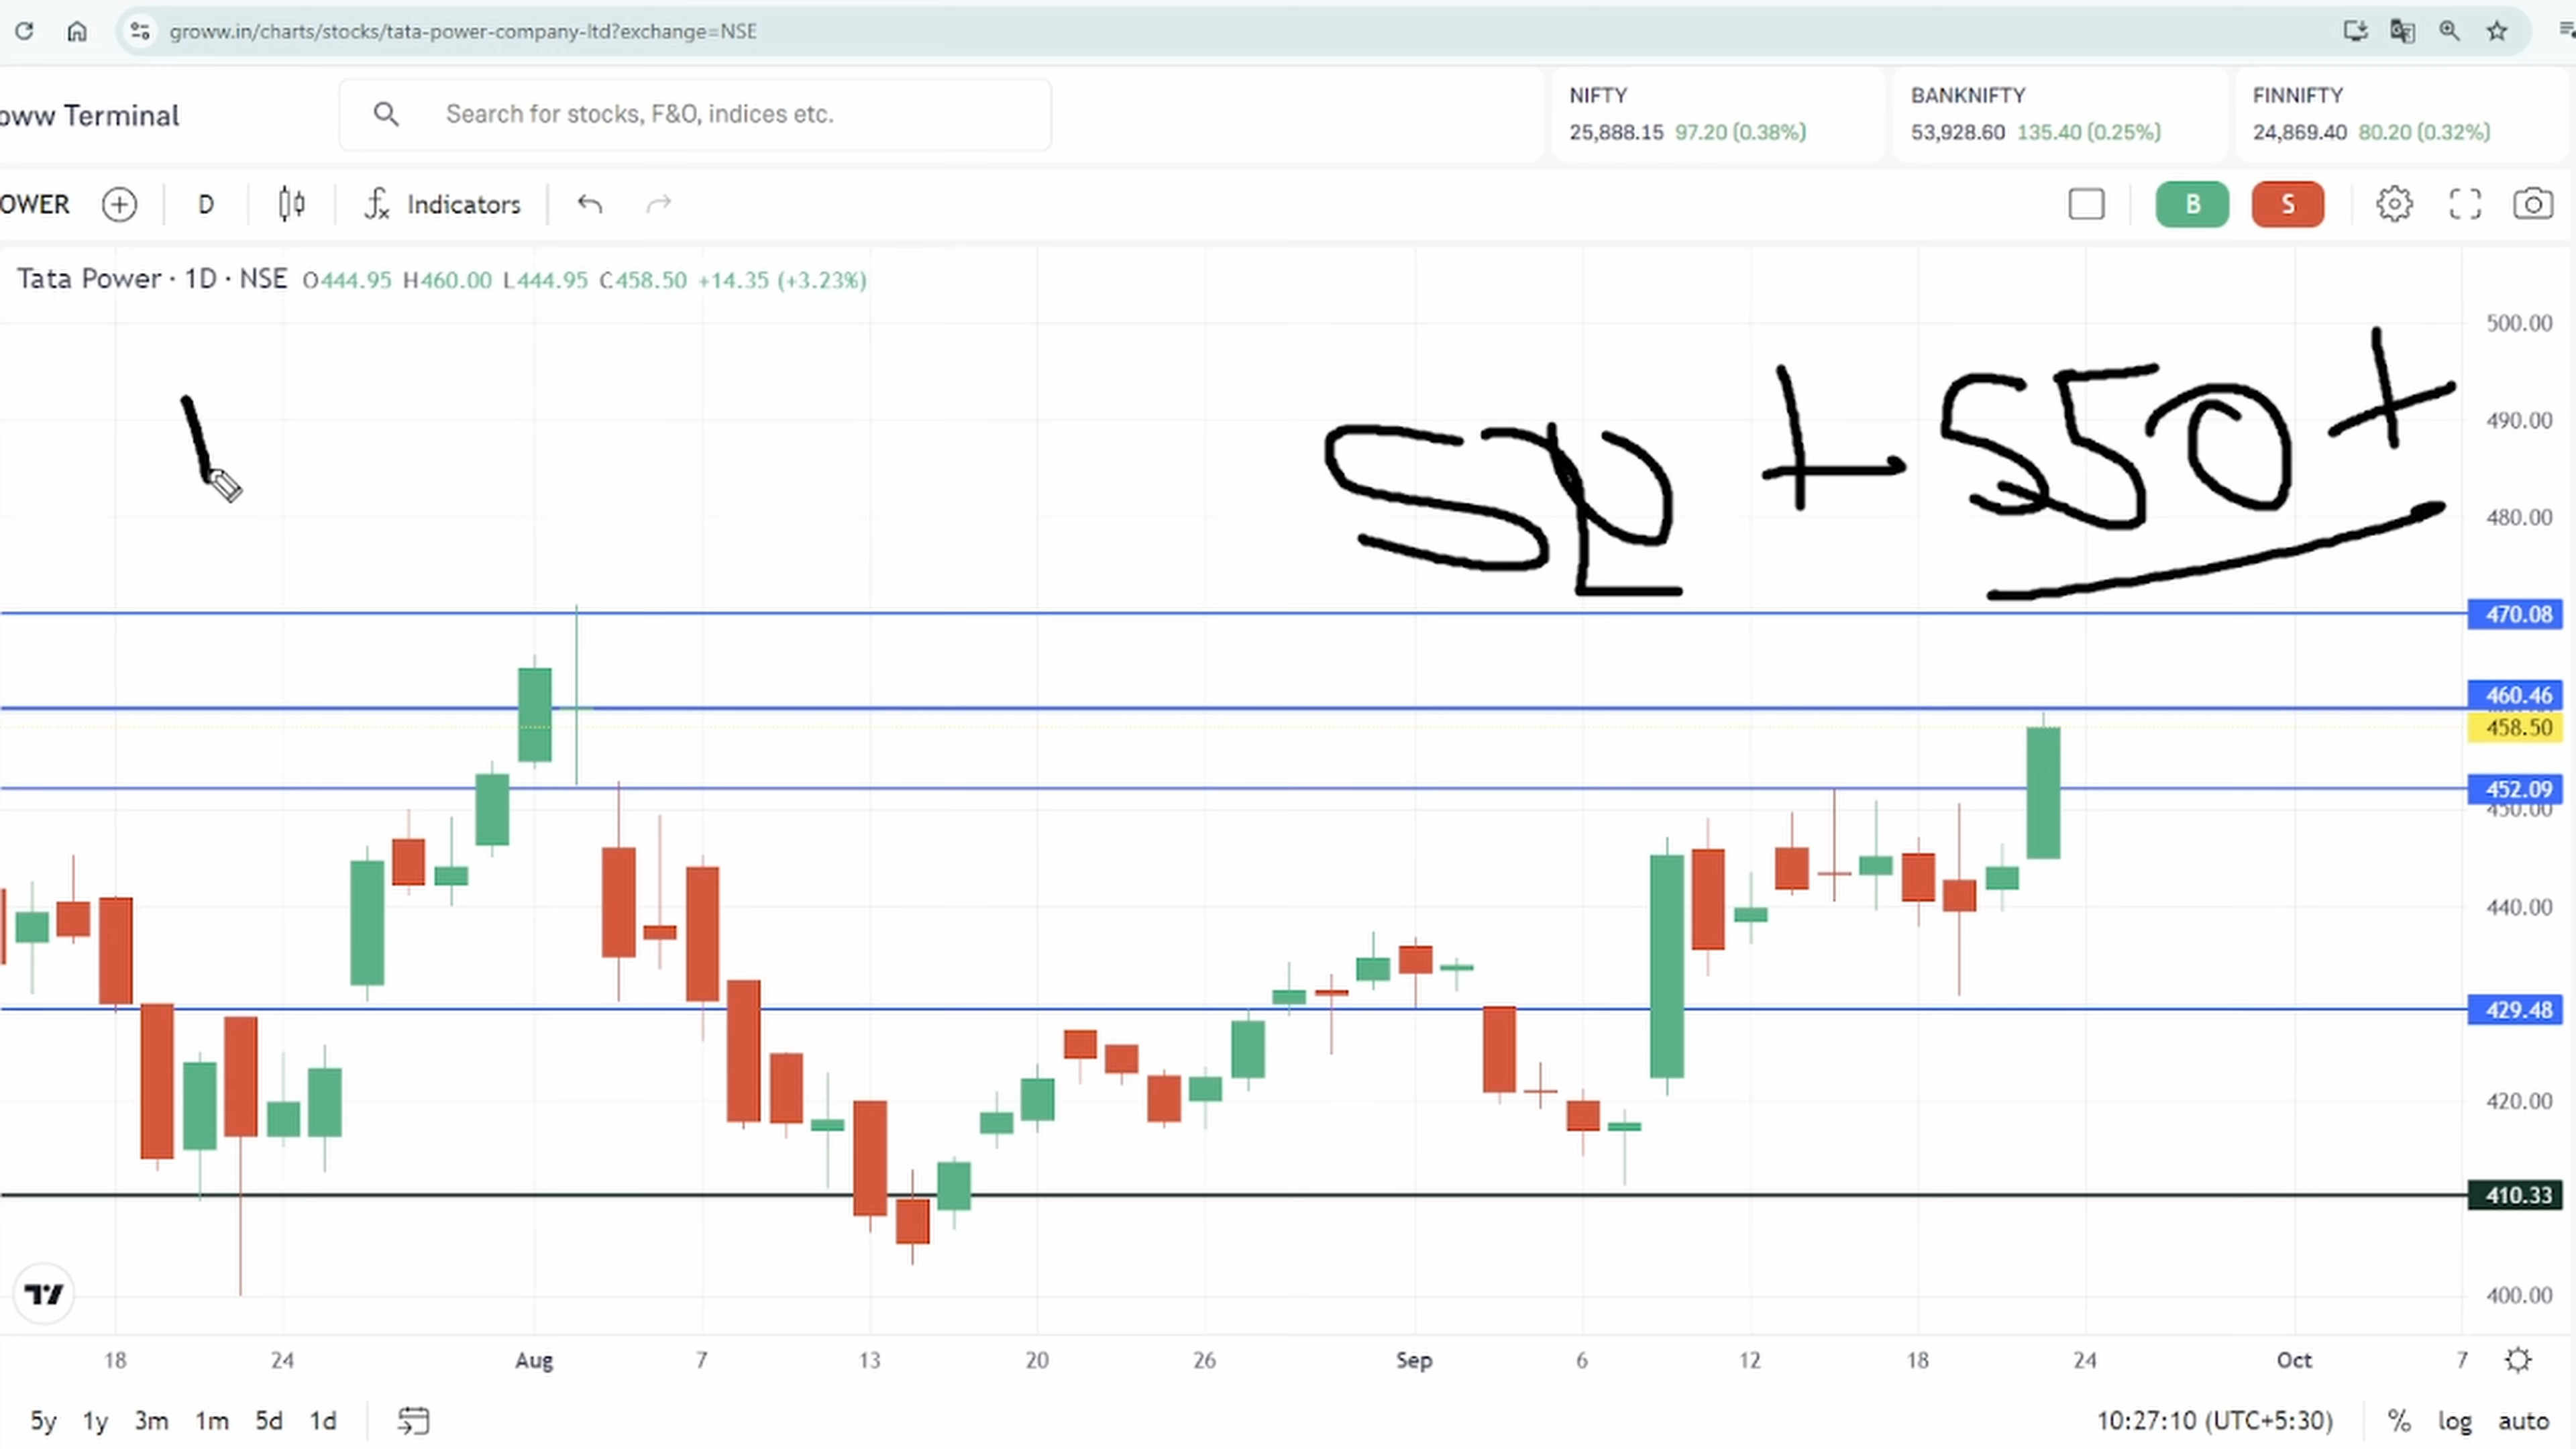 groww.in/charts/stocks/tata-power-company-ltd?exchange=NSE
oww Terminal
Search for stocks, F&O, indices etc.
NIFTY
25,888.15 97.20 (0.38%)
BANKNIFTY
53,928.60 135.40 (0.25%)
FINNIFTY
24,869.40 80.20 (0.32%)
OWER D Indicators B S
Tata Power · 1D · NSE O444.95 H460.00 L444.95 C458.50 +14.35 (+3.23%)
500.00
550+
490.00
480.00
470.08
460.46
458.50
452.09
450.00
440.00
429.48
420.00
410.33
400.00
18 24 Aug 7 13 20 26 Sep 6 12 18 24 Oct 7
5y 1y 3m 1m 5d 1d 10:27:10 (UTC+5:30) % log auto